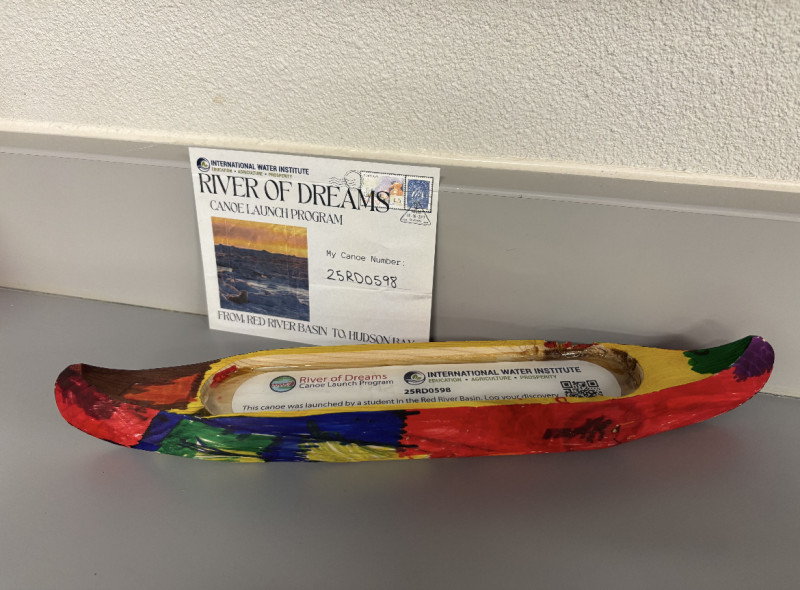 INTERNATIONAL WATER INSTITUTE
EDUCATION • AGRICULTURE • PROSPERITY
RIVER OF DREAMS
CANOE LAUNCH PROGRAM
My Canoe Number:
25RD0598
FROM: RED RIVER BASIN TO: HUDSON BAY
River of Dreams
Canoe Launch Program
INTERNATIONAL WATER INSTITUTE
EDUCATION • AGRICULTURE • PROSPERITY
25RD0598
This canoe was launched by a student in the Red River Basin. Log your discovery